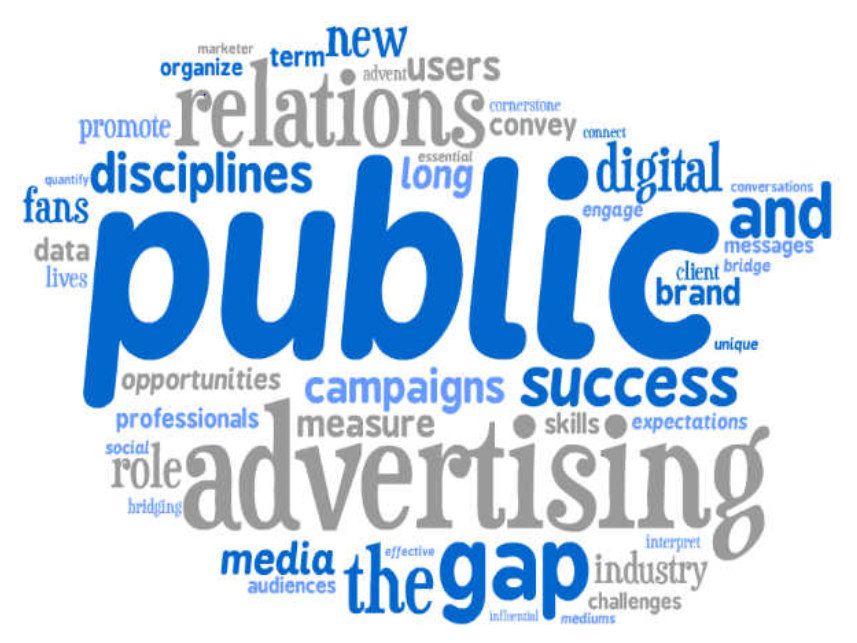 new
marketer
term
organize
advent
users
relations
cornerstone
promote
convey
connect
essential
disciplines
long
digital
quantify
conversations
fans
public
engage
and
data
messages
client
bridge
lives
brand
unique
opportunities
campaigns
success
professionals
measure
skills
expectations
social
role
advertising
bridging
interpret
media
effective
the
gap
industry
audiences
challenges
influential
mediums